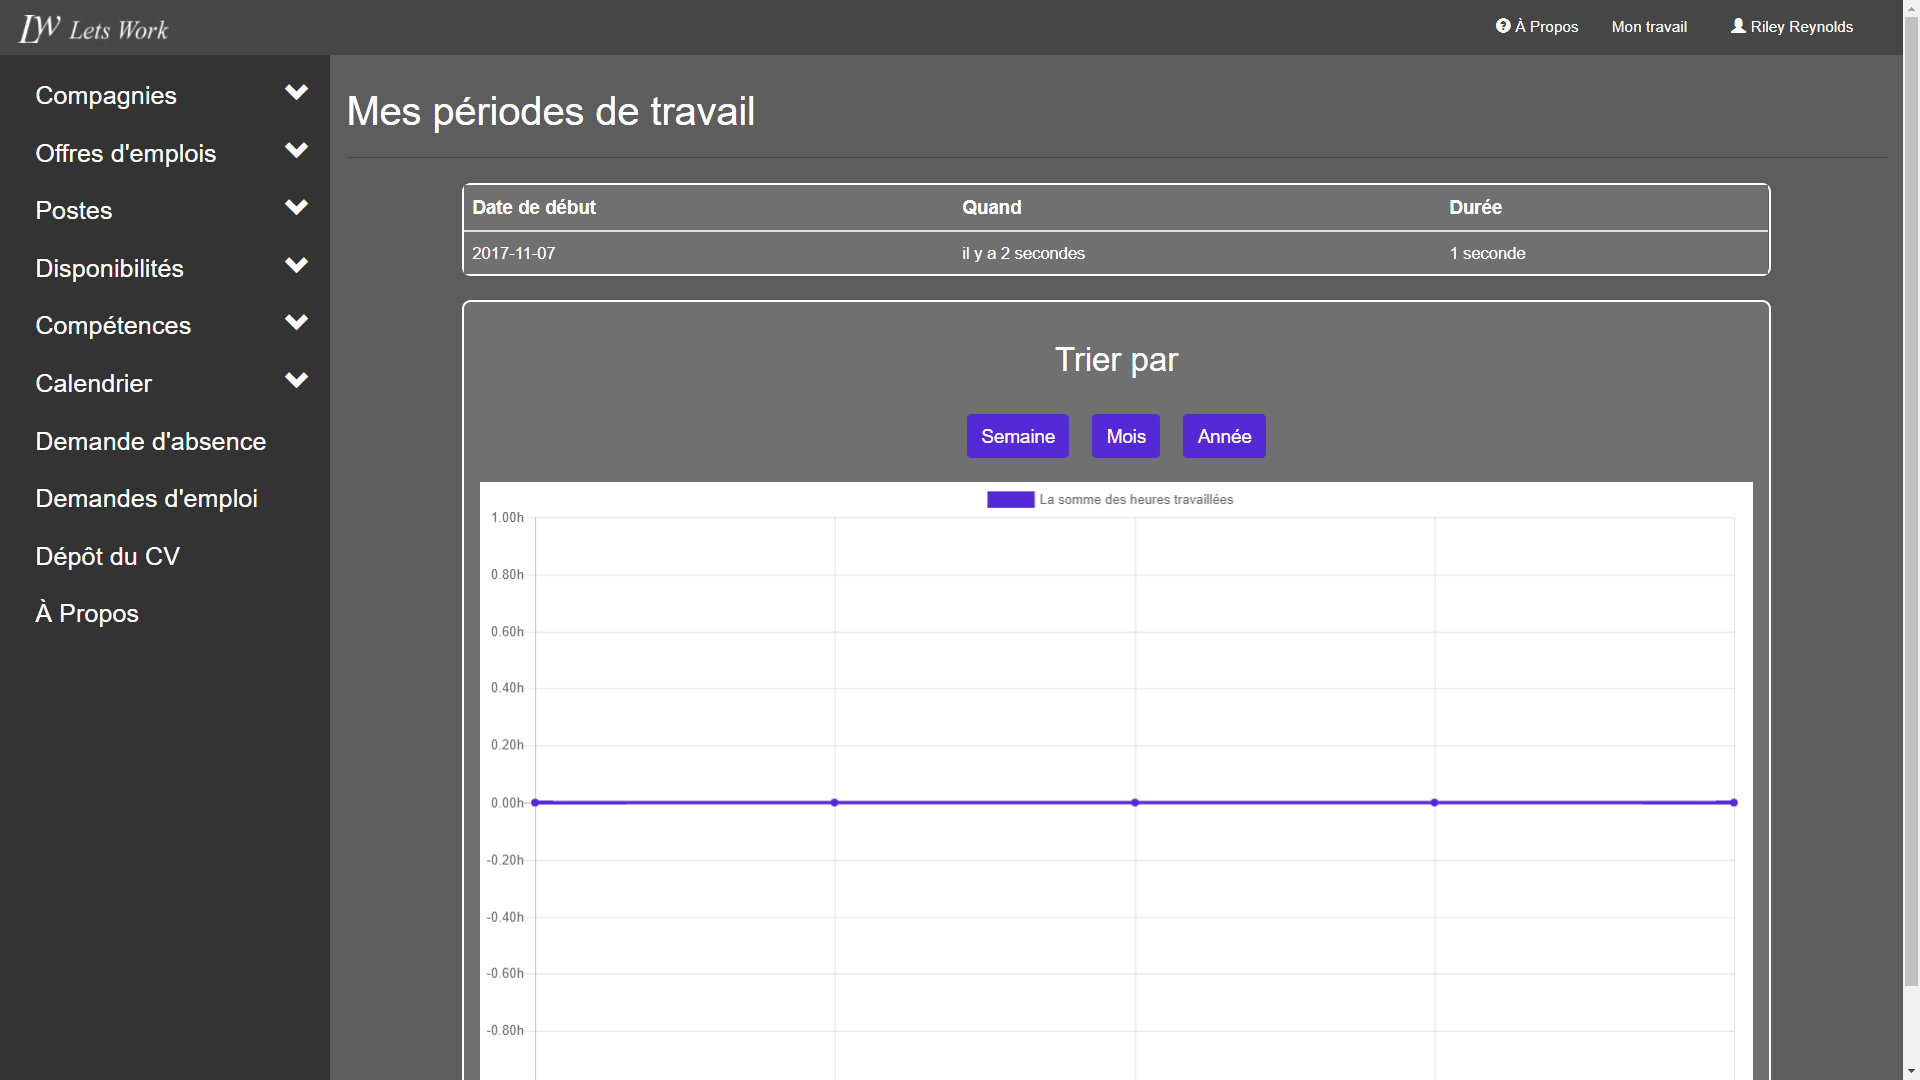 LW Lets Work
À Propos
Mon travail
Riley Reynolds
Compagnies
Offres d'emplois
Postes
Disponibilités
Compétences
Calendrier
Demande d'absence
Demandes d'emploi
Dépôt du CV
À Propos
Mes périodes de travail
Date de début Quand Durée
2017-11-07 il y a 2 secondes 1 seconde
Trier par
Semaine Mois Année
La somme des heures travaillées
1.00h
0.80h
0.60h
0.40h
0.20h
0.00h
-0.20h
-0.40h
-0.60h
-0.80h